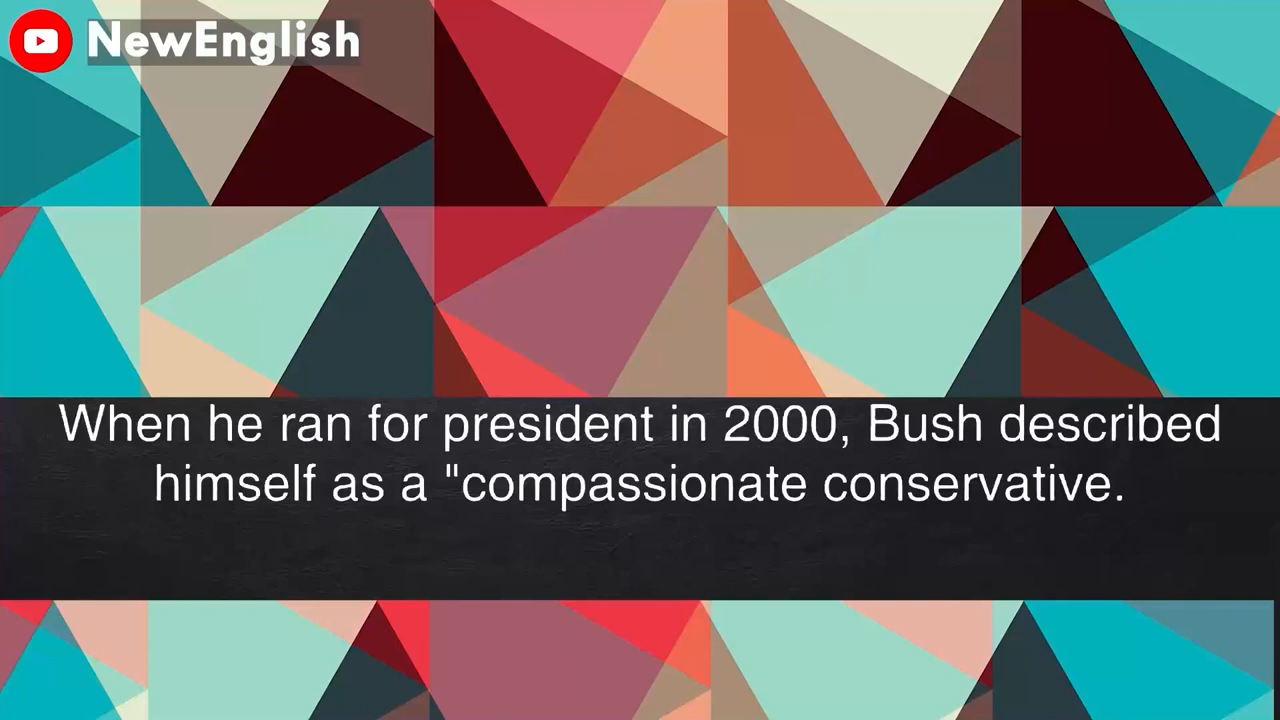 NewEnglish
When he ran for president in 2000, Bush described
himself as a "compassionate conservative.